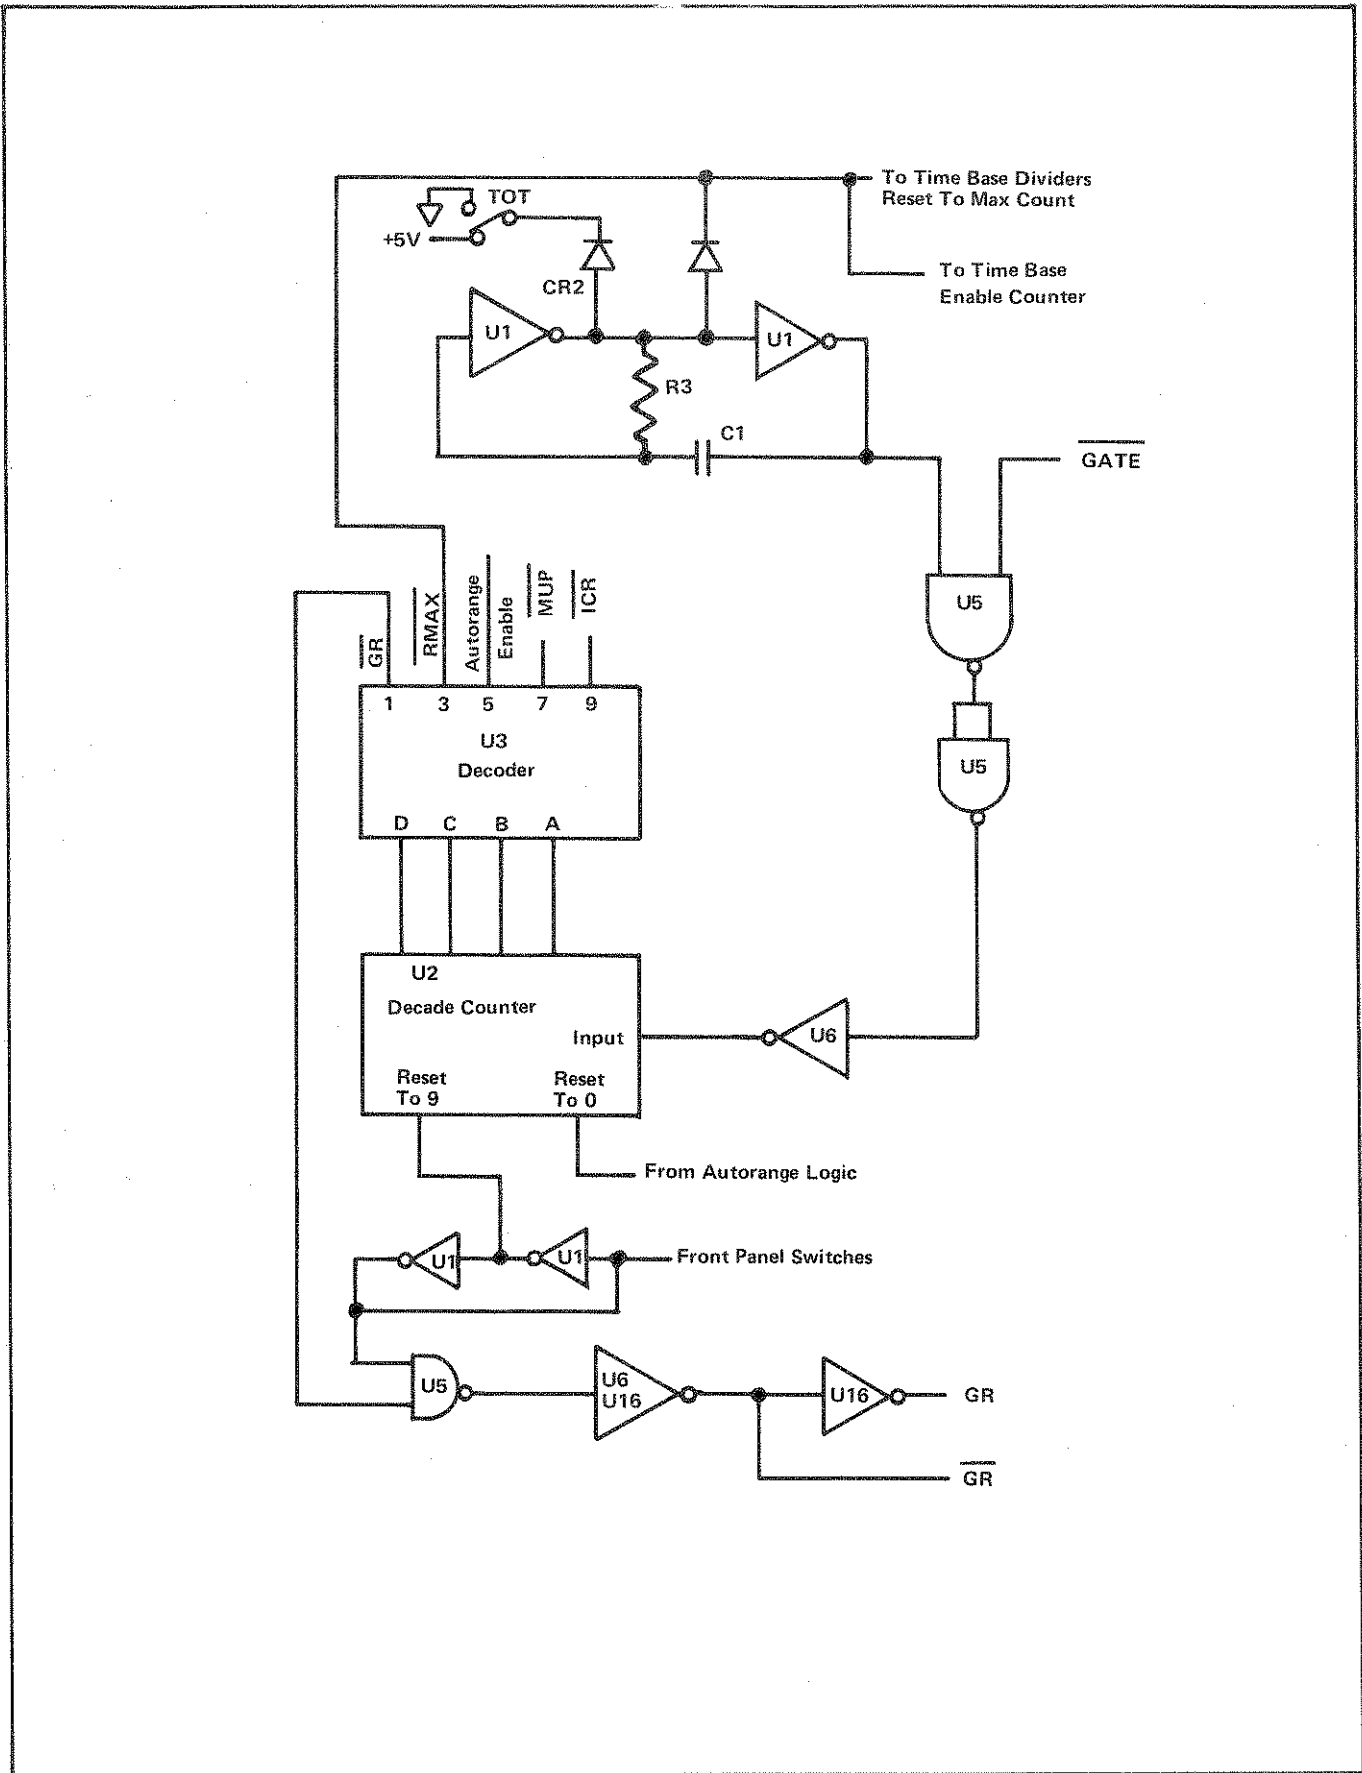 To Time Base Dividers
Reset To Max Count
TOT
+5V
To Time Base
Enable Counter
CR2
U1
U1
R3
C1
GATE
U5
GR
RMAX
Autorange
Enable
MUP
ICR
1 3 5 7 9
U3
Decoder
U5
D C B A
U2
Decade Counter
Input
U6
Reset
To 9
Reset
To 0
From Autorange Logic
U1
U1
Front Panel Switches
U5
U6
U16
U16
GR
GR